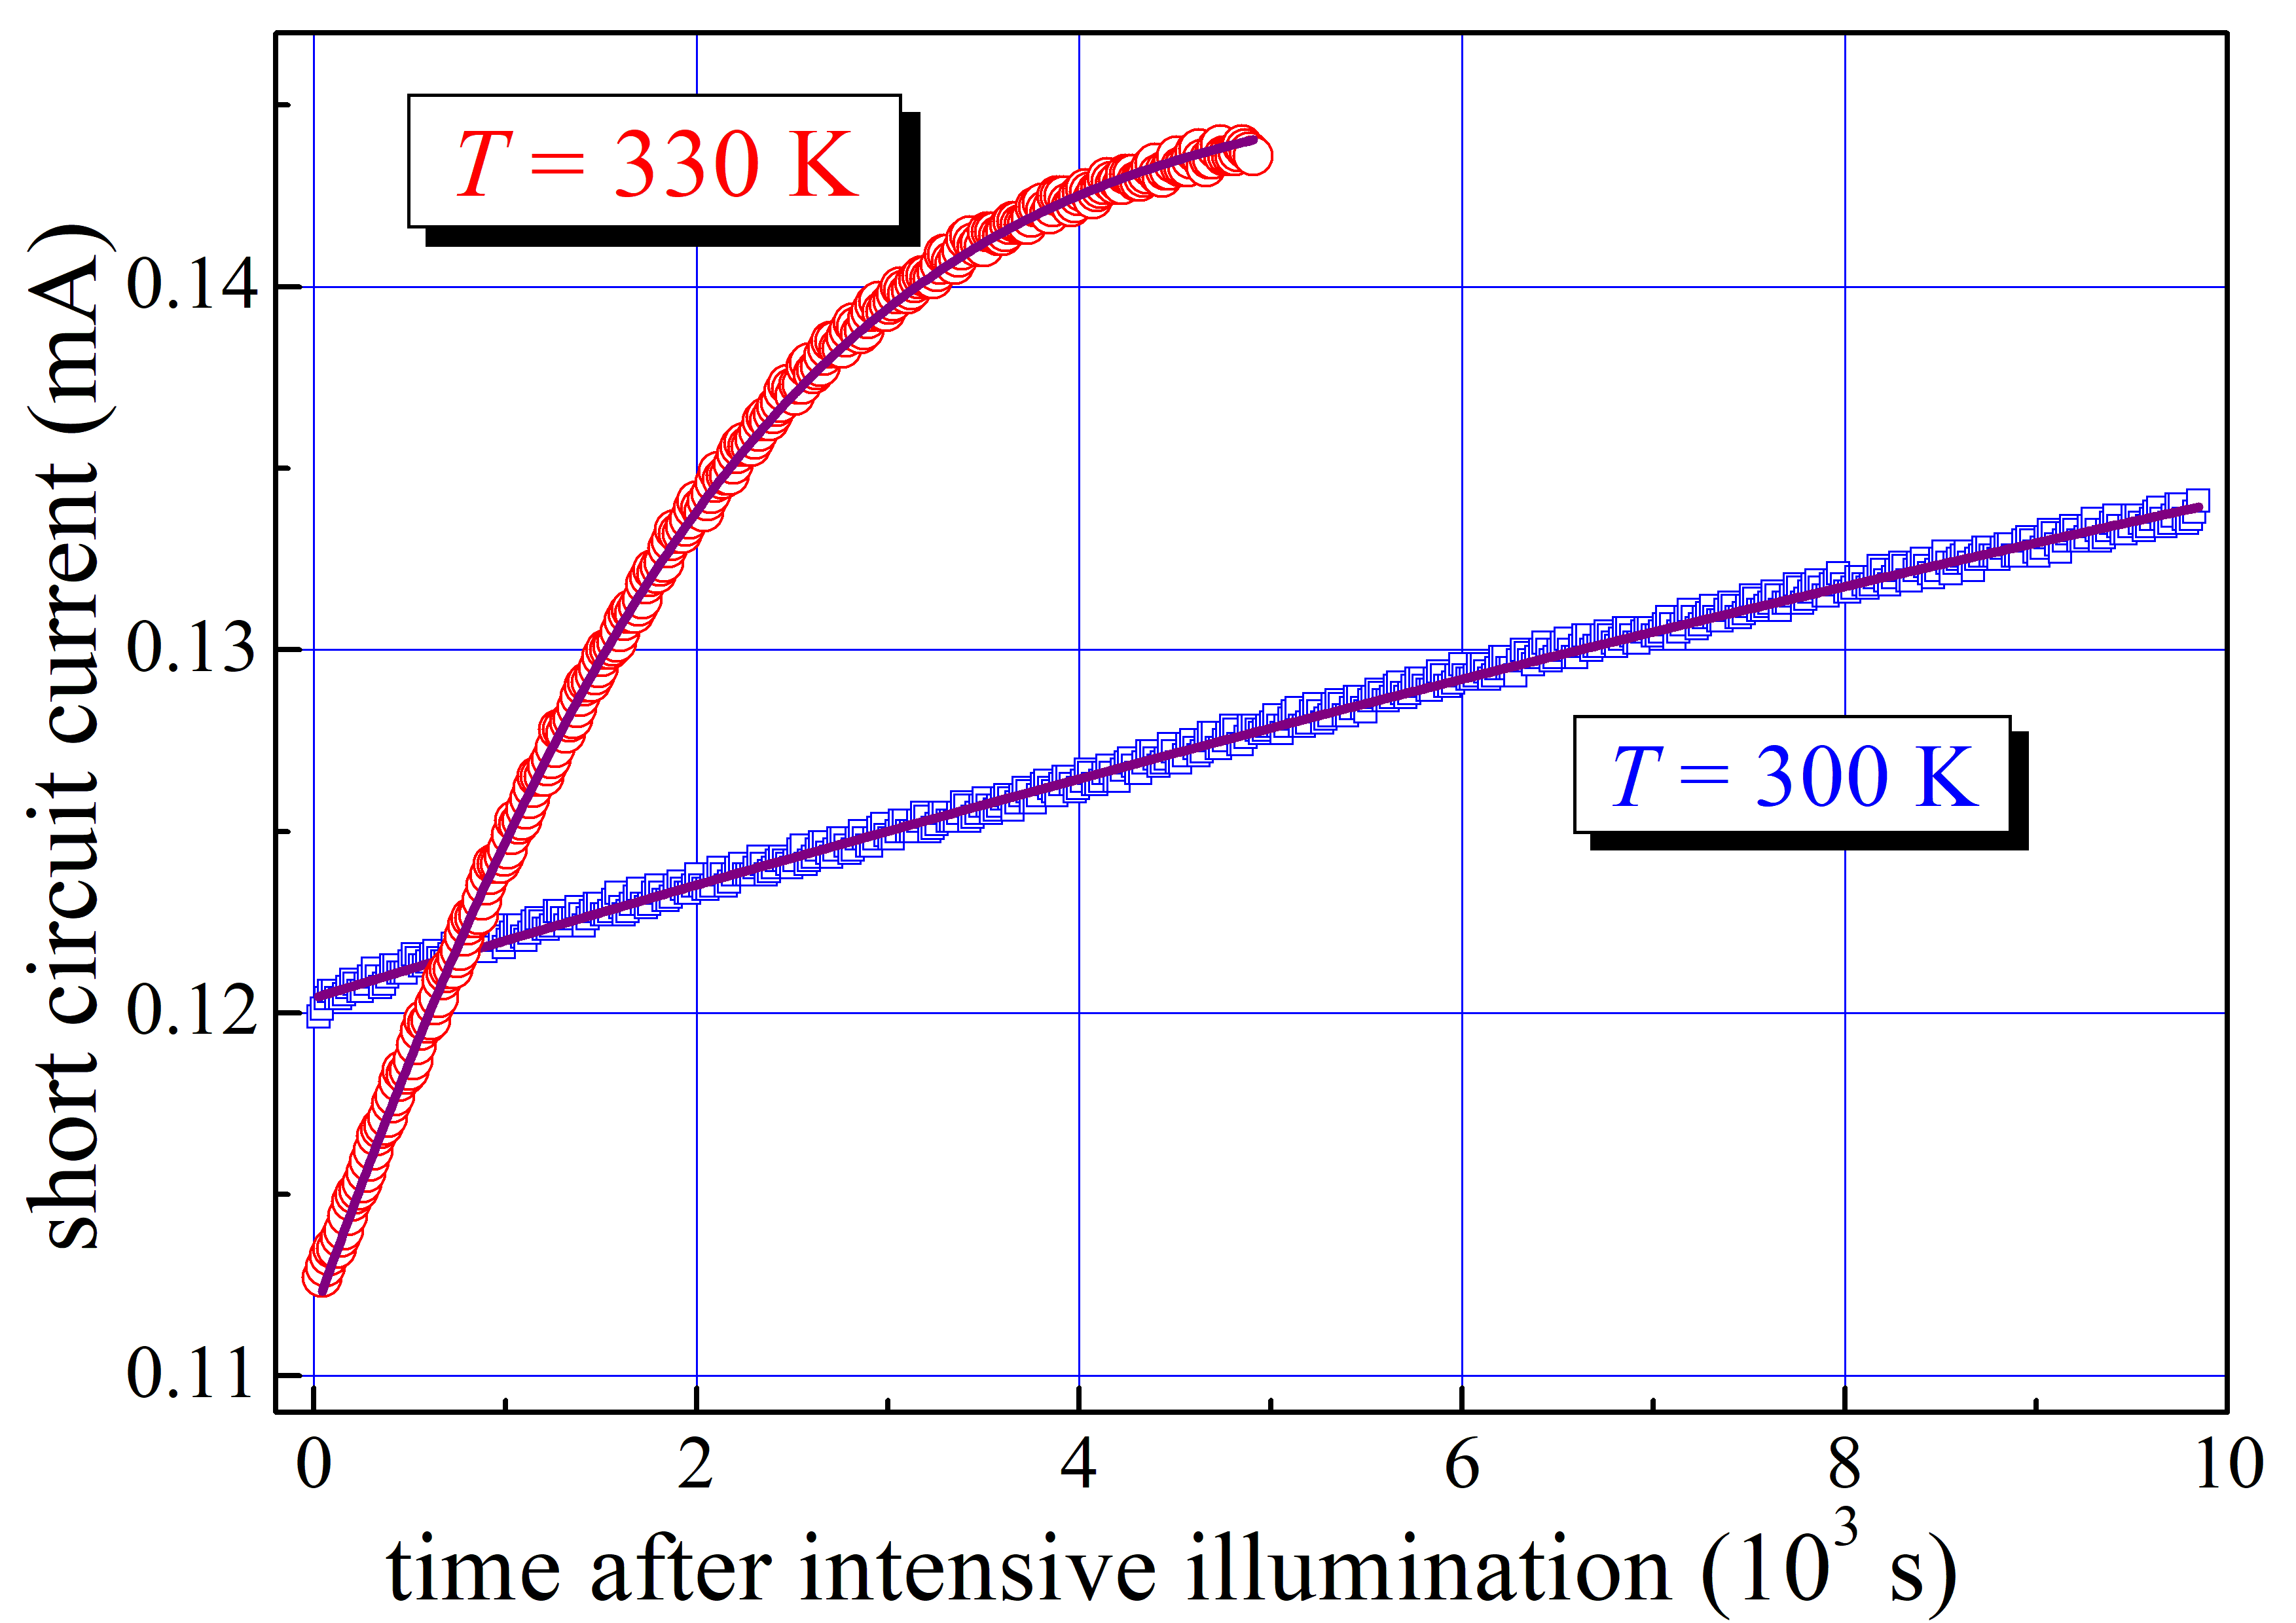 T = 330 K
T = 300 K
short circuit current (mA)
0.14
0.13
0.12
0.11
0 2 4 6 8 10
time after intensive illumination (10³ s)